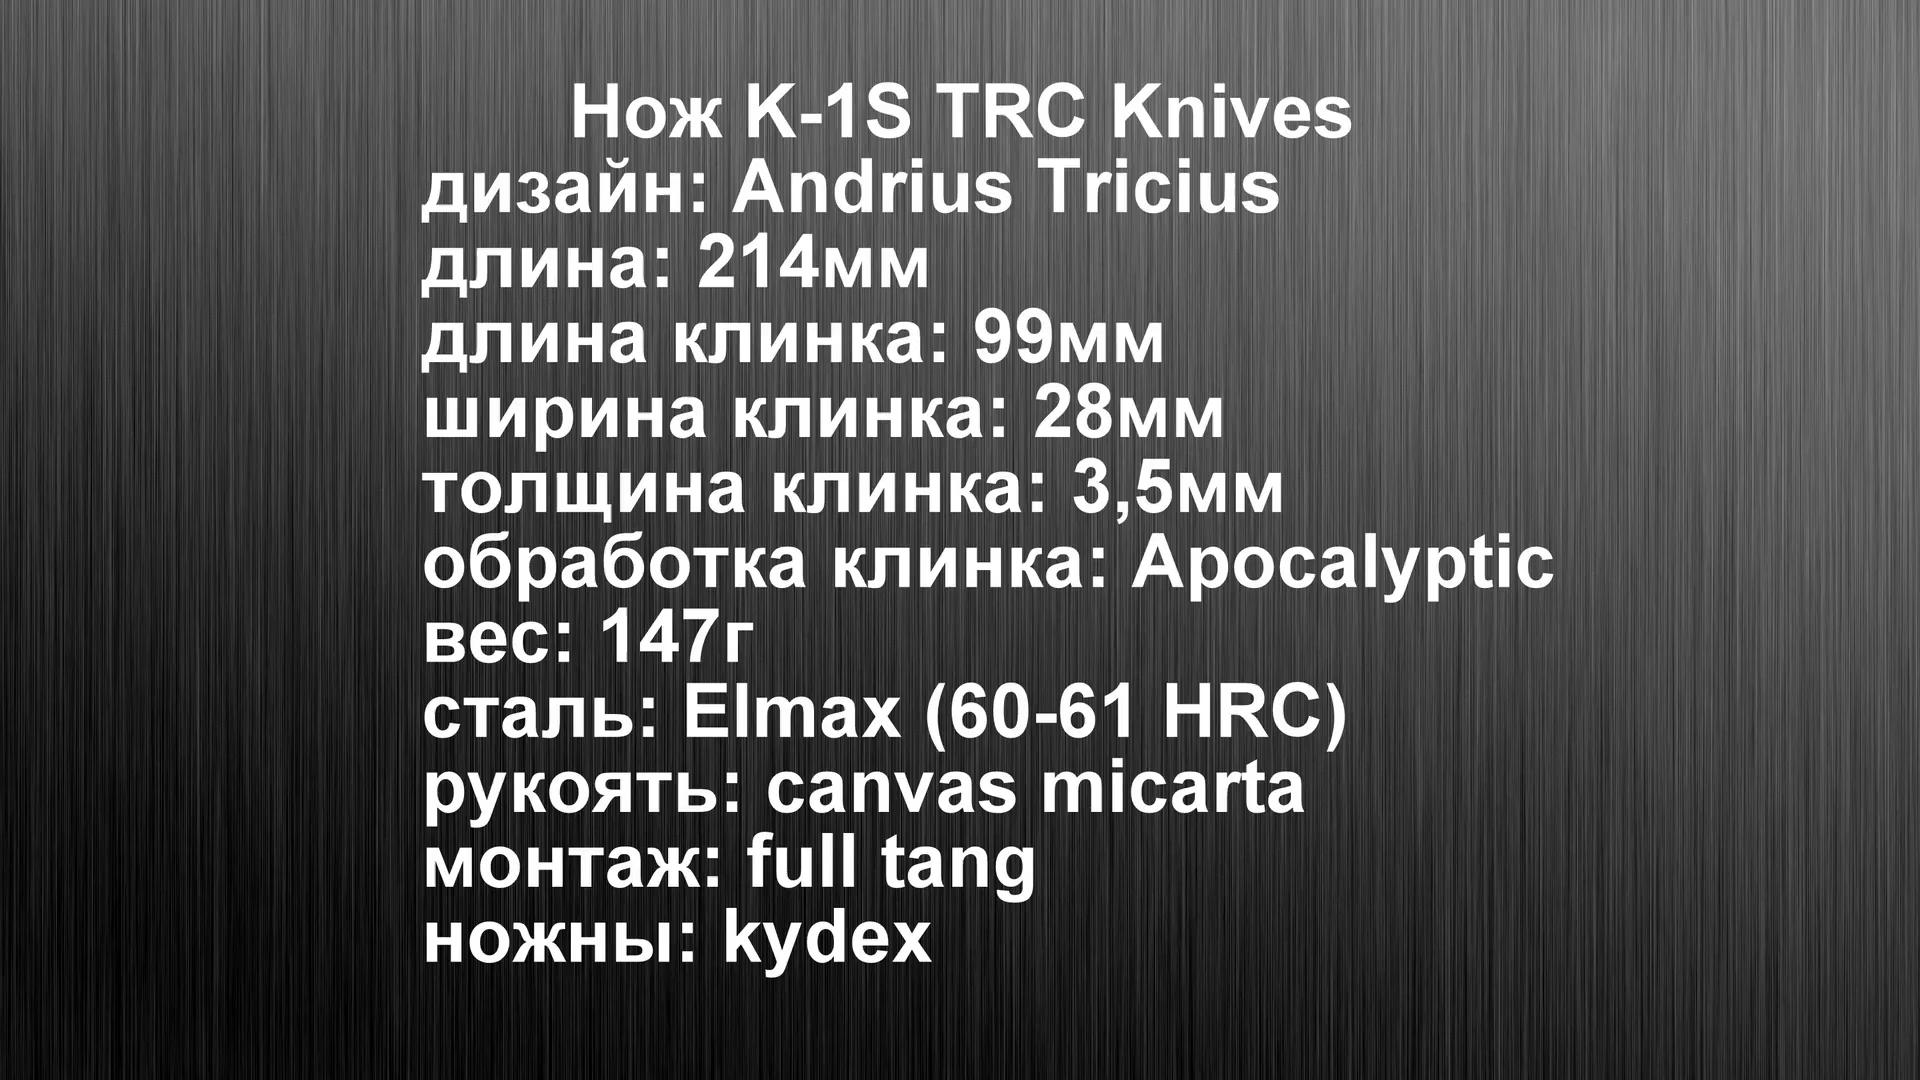 Нож K-1S TRC Knives
дизайн: Andrius Tricius
длина: 214мм
длина клинка: 99мм
ширина клинка: 28мм
толщина клинка: 3,5мм
обработка клинка: Apocalyptic
вес: 147г
сталь: Elmax (60-61 HRC)
рукоять: canvas micarta
монтаж: full tang
ножны: kydex